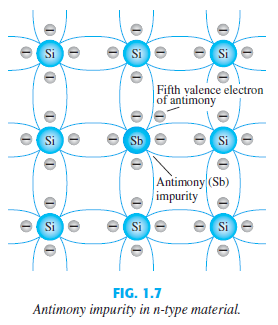 Si Si Si
Fifth valence electron
of antimony
Si Sb Si
Antimony (Sb)
impurity
Si Si Si
FIG. 1.7
Antimony impurity in n-type material.